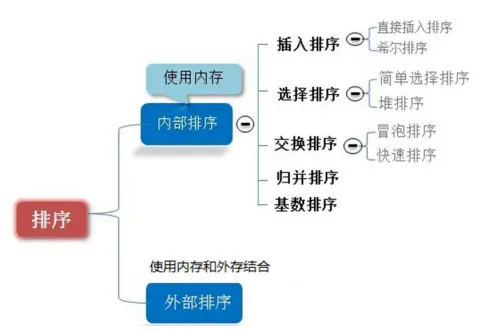 排序
使用内存
内部排序
插入排序
直接插入排序
希尔排序
选择排序
简单选择排序
堆排序
交换排序
冒泡排序
快速排序
归并排序
基数排序
使用内存和外存结合
外部排序